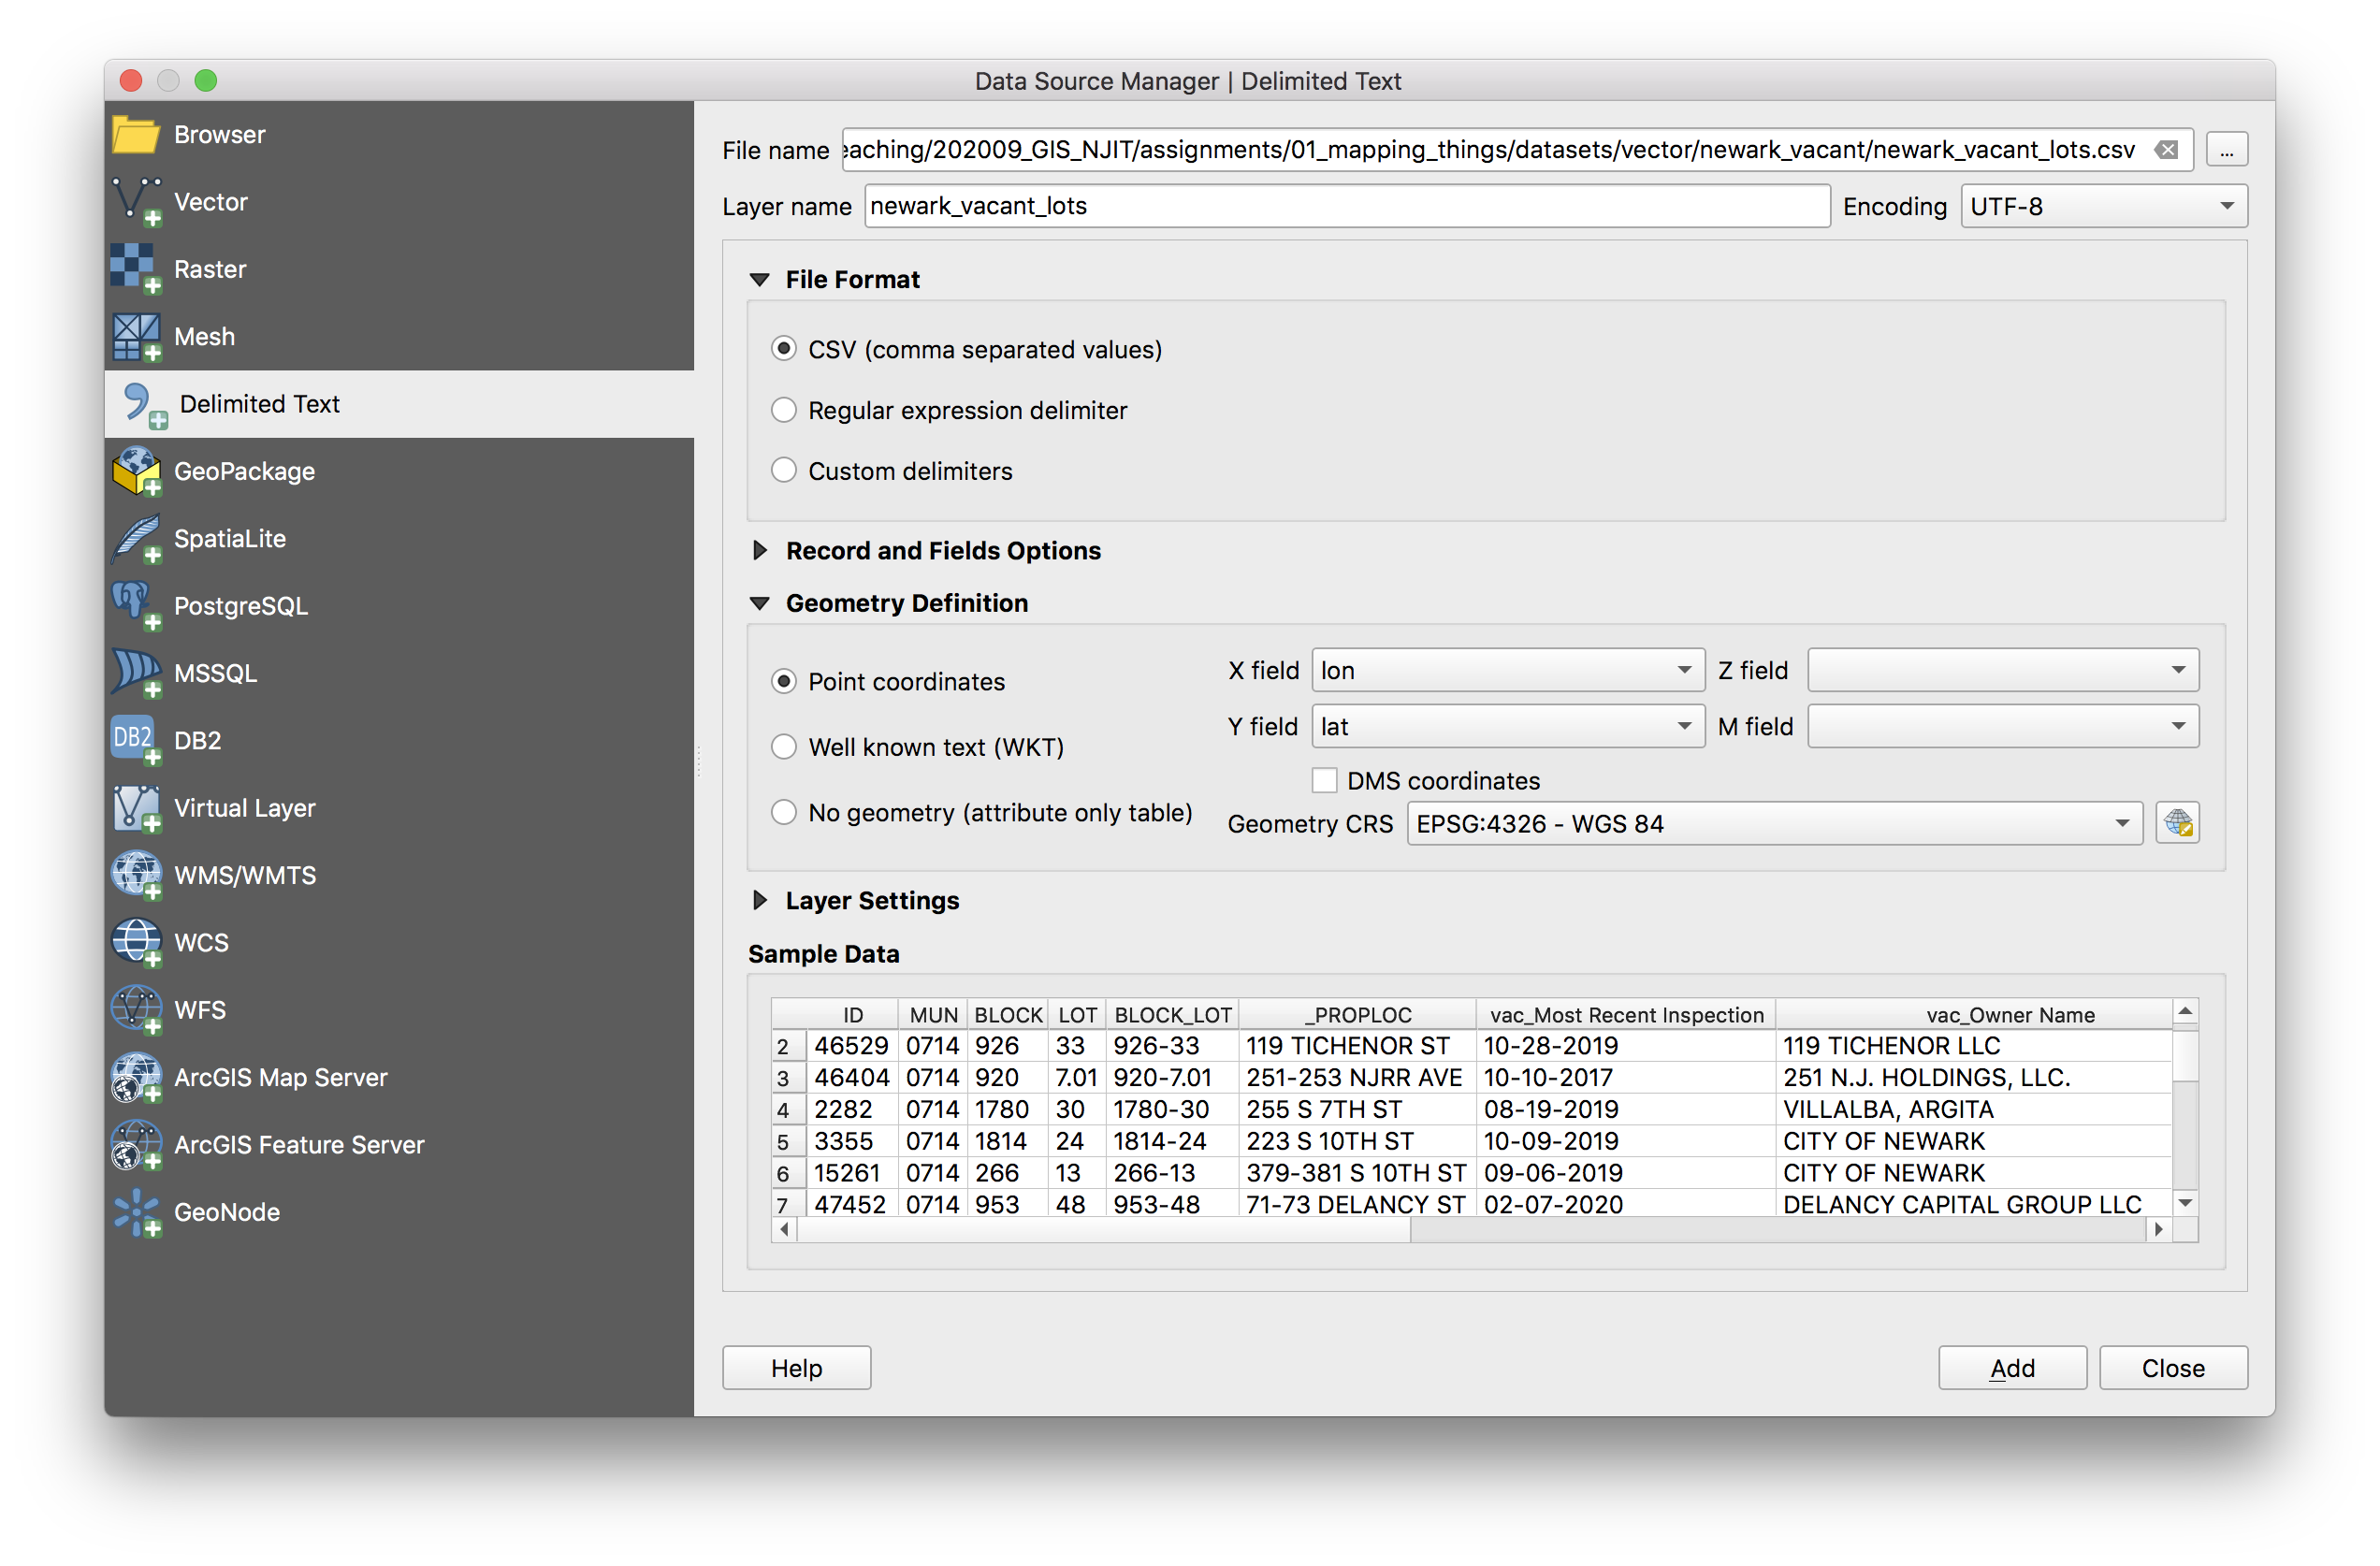 Data Source Manager | Delimited Text
Browser
Vector
Raster
Mesh
Delimited Text
GeoPackage
SpatiaLite
PostgreSQL
MSSQL
DB2 DB2
Virtual Layer
WMS/WMTS
WCS
WFS
ArcGIS Map Server
ArcGIS Feature Server
GeoNode
File name eaching/202009_GIS_NJIT/assignments/01_mapping_things/datasets/vector/newark_vacant/newark_vacant_lots.csv ...
Layer name newark_vacant_lots Encoding UTF-8
File Format
CSV (comma separated values)
Regular expression delimiter
Custom delimiters
Record and Fields Options
Geometry Definition
Point coordinates
Well known text (WKT)
No geometry (attribute only table)
X field lon Z field
Y field lat M field
DMS coordinates
Geometry CRS EPSG:4326 - WGS 84
Layer Settings
Sample Data
ID MUN BLOCK LOT BLOCK_LOT _PROPLOC vac_Most Recent Inspection vac_Owner Name
2 46529 0714 926 33 926-33 119 TICHENOR ST 10-28-2019 119 TICHENOR LLC
3 46404 0714 920 7.01 920-7.01 251-253 NJRR AVE 10-10-2017 251 N.J. HOLDINGS, LLC.
4 2282 0714 1780 30 1780-30 255 S 7TH ST 08-19-2019 VILLALBA, ARGITA
5 3355 0714 1814 24 1814-24 223 S 10TH ST 10-09-2019 CITY OF NEWARK
6 15261 0714 266 13 266-13 379-381 S 10TH ST 09-06-2019 CITY OF NEWARK
7 47452 0714 953 48 953-48 71-73 DELANCY ST 02-07-2020 DELANCY CAPITAL GROUP LLC
Help Add Close